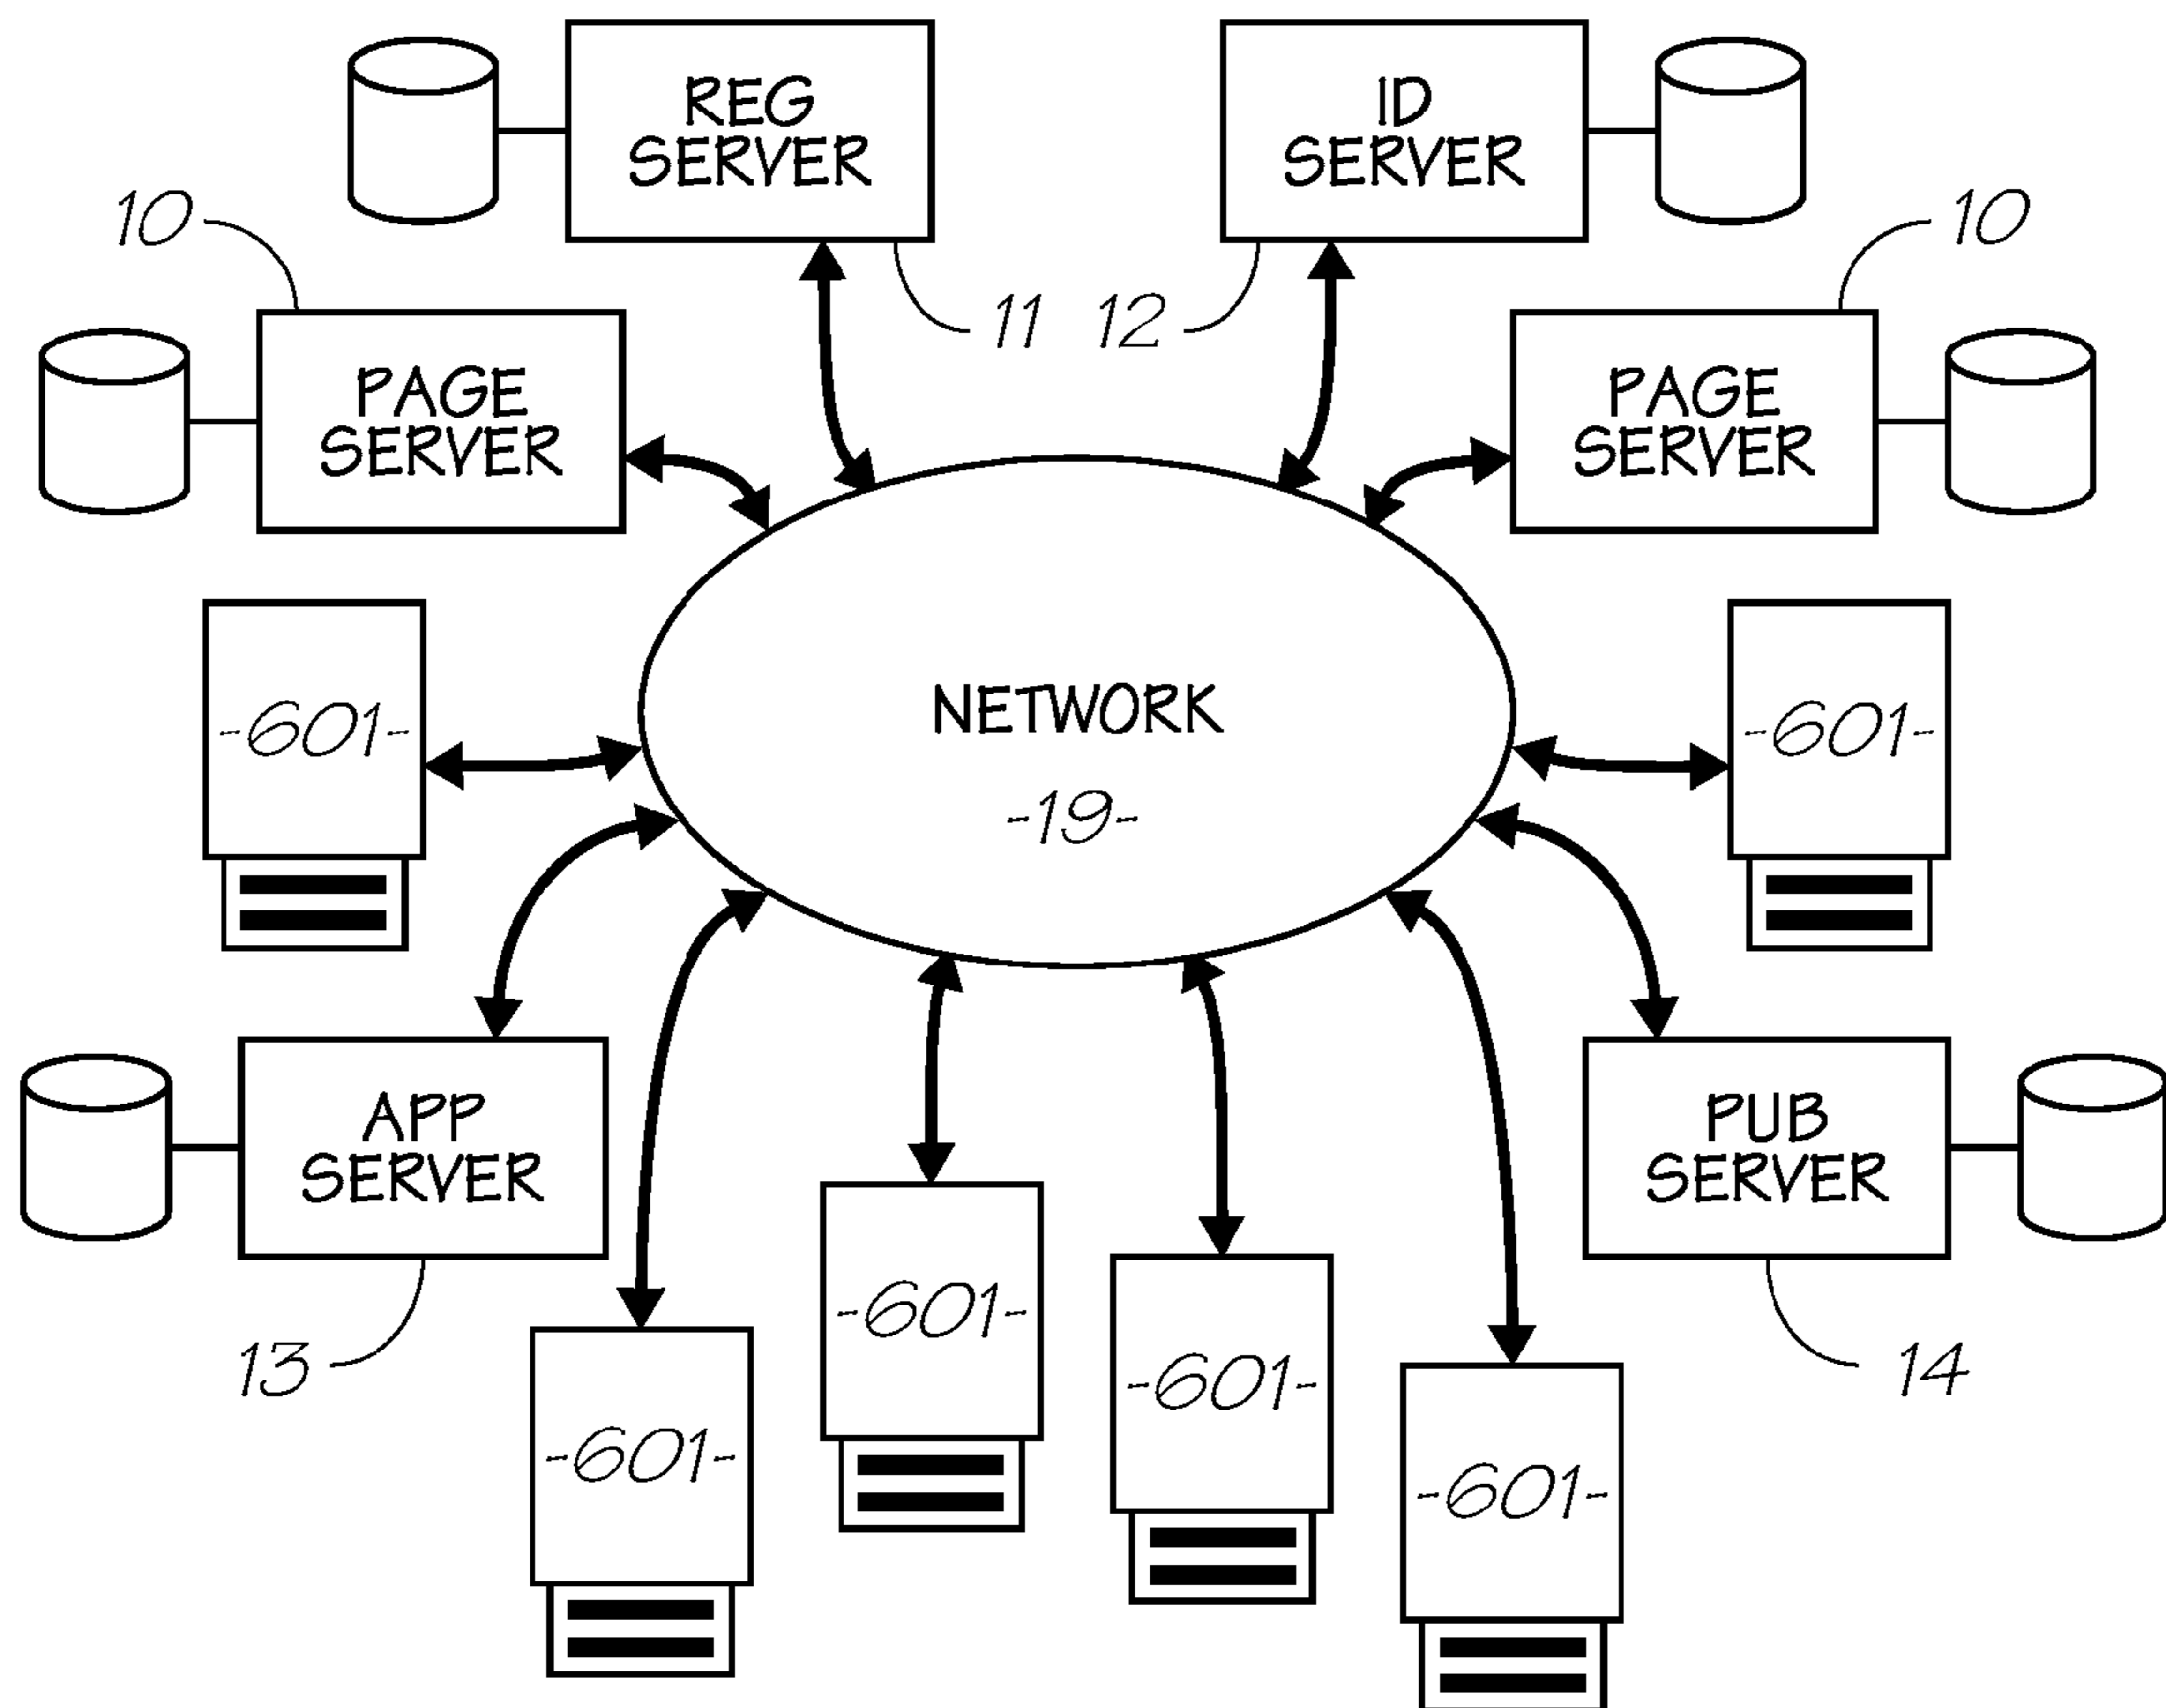 REG
SERVER
ID
SERVER
10
10
11
12
PAGE
SERVER
PAGE
SERVER
NETWORK
-19-
-601-
-601-
APP
SERVER
PUB
SERVER
13
14
-601-
-601-
-601-
-601-